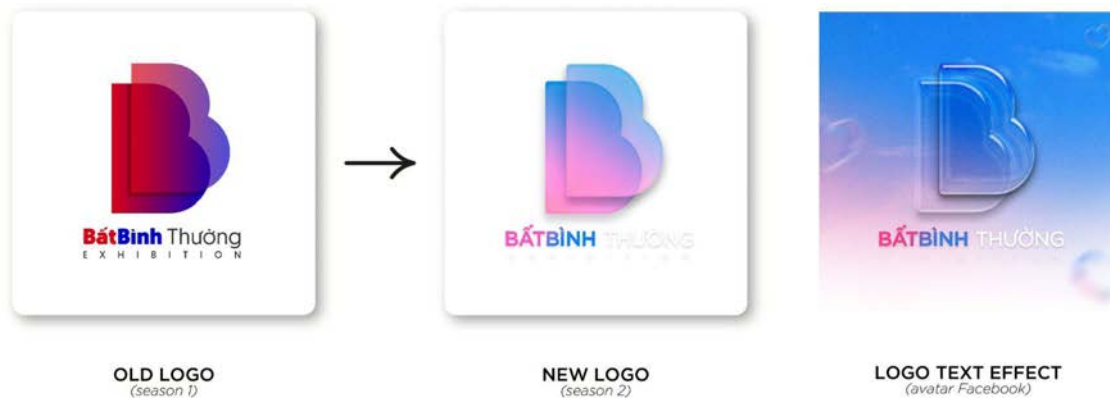 BấtBình Thường
EXHIBITION
OLD LOGO
(season 1)
BẤTBÌNH THƯỜNG
EXHIBITION
NEW LOGO
(season 2)
BẤTBÌNH THƯỜNG
LOGO TEXT EFFECT
(avatar Facebook)